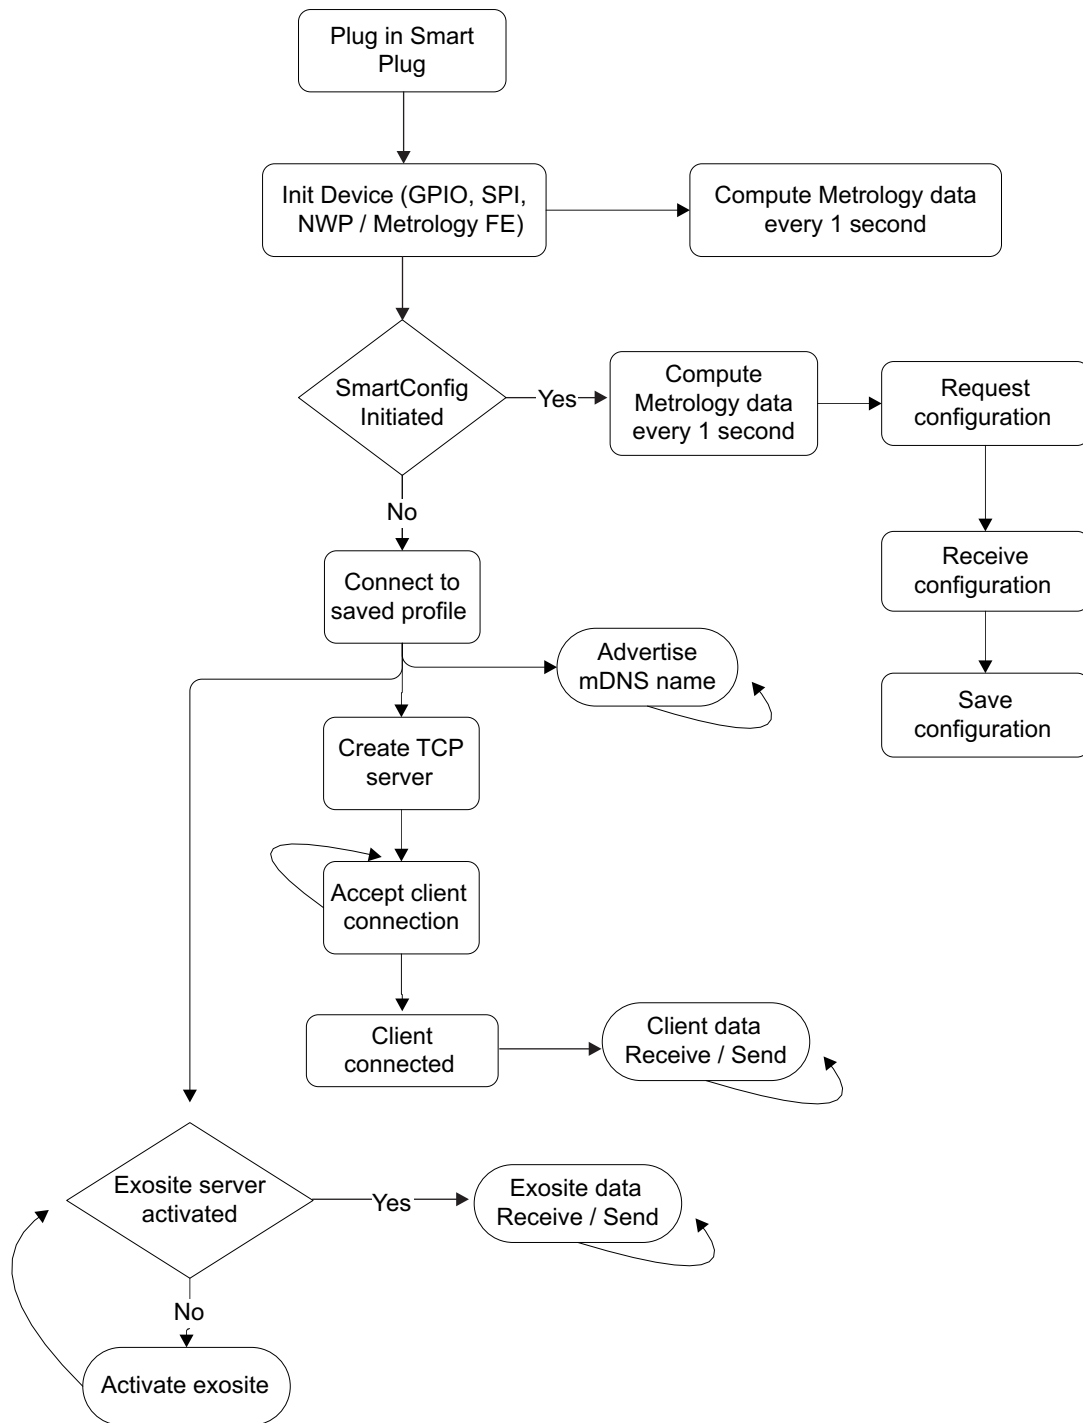 Plug in Smart
Plug
Init Device (GPIO, SPI,
NWP / Metrology FE)
Compute Metrology data
every 1 second
SmartConfig
Initiated
Yes
Compute
Metrology data
every 1 second
Request
configuration
No
Receive
configuration
Connect to
saved profile
Advertise
mDNS name
Save
configuration
Create TCP
server
Accept client
connection
Client
connected
Client data
Receive / Send
Exosite server
activated
Yes
Exosite data
Receive / Send
No
Activate exosite